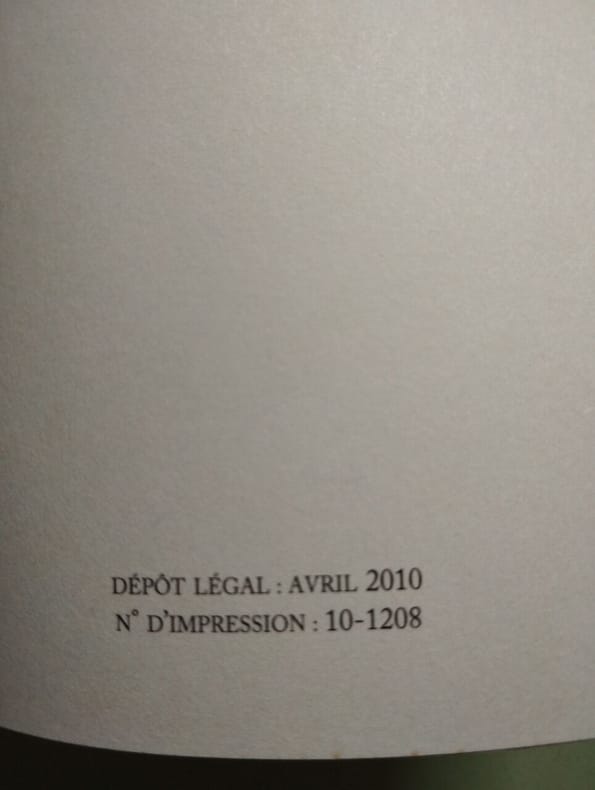 DÉPÔT LÉGAL : AVRIL 2010
N° D'IMPRESSION : 10-1208